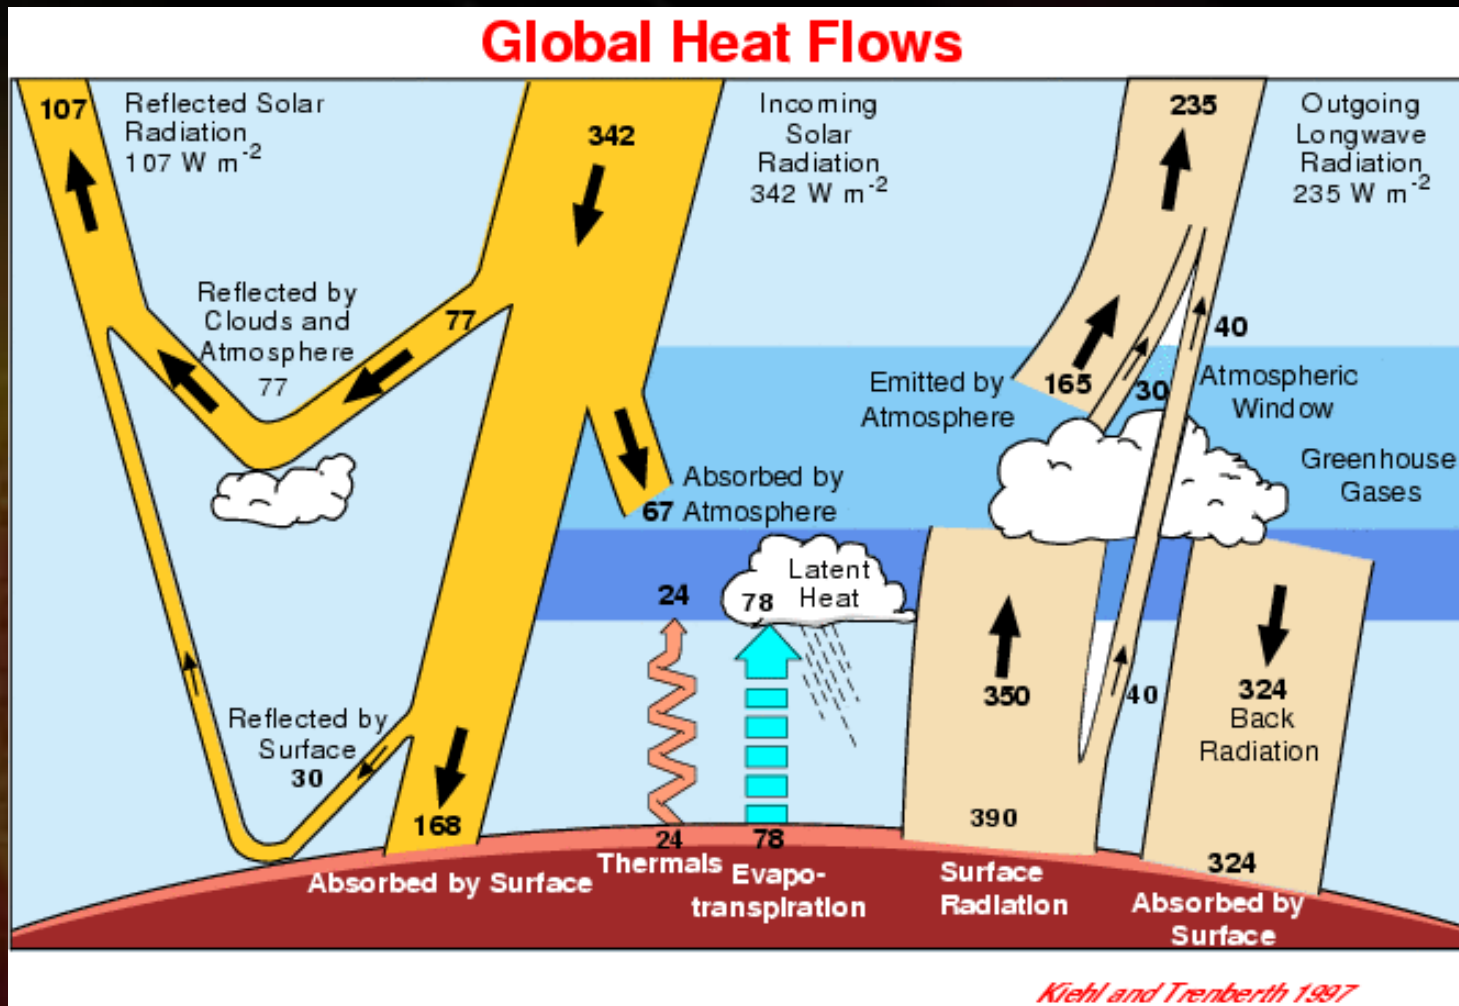 Global Heat Flows
107
Reflected Solar
Radiation
107 W m-2
342
Incoming
Solar
Radiation
342 W m-2
235
Outgoing
Longwave
Radiation
235 W m-2
Reflected by
Clouds and
Atmosphere
77
77
40
Emitted by
Atmosphere
165
30
Atmospheric
Window
Greenhouse
Gases
Absorbed by
67 Atmosphere
Latent
Heat
24
78
350
40
324
Back
Radiation
Reflected by
Surface
30
168
390
24
78
324
Absorbed by Surface
Thermals
Evapo-
transpiration
Surface
Radiation
Absorbed by
Surface
Kiehl and Trenberth 1997